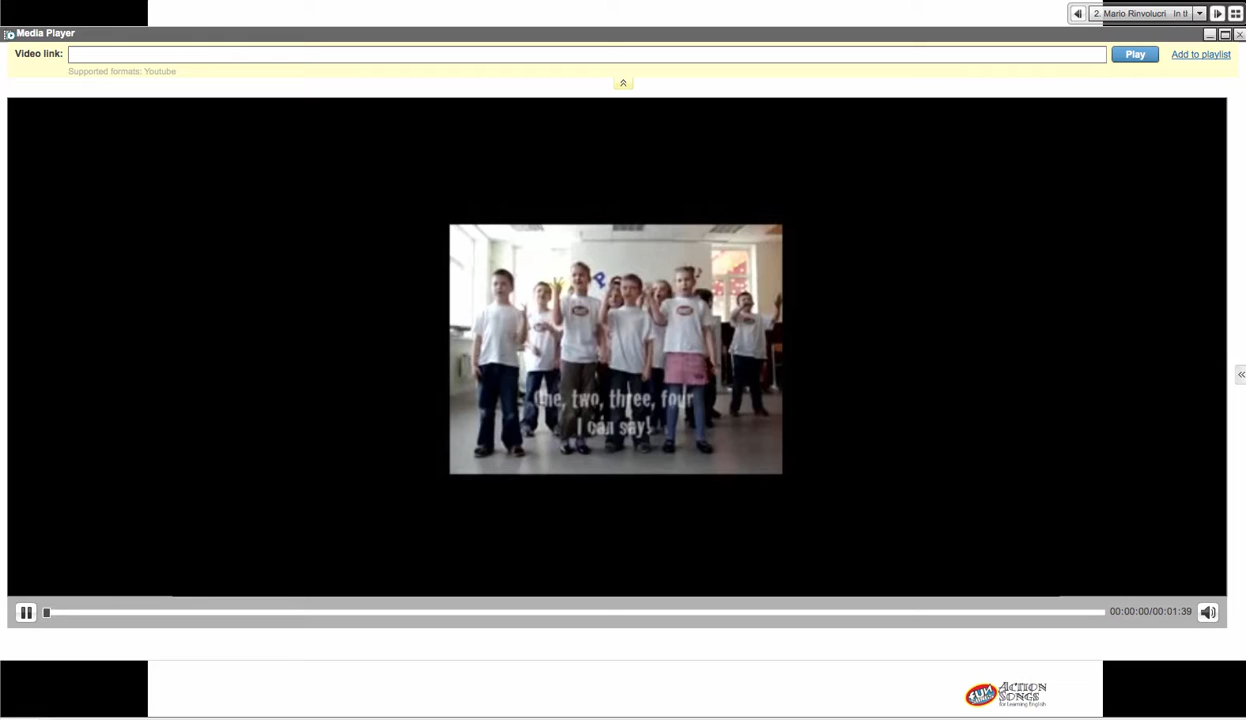 2. Mario Rinvolucri In tl
Media Player
Video link:
Play
Add to playlist
Supported formats: Youtube
One, two, three, four
I can say!
00:00:00/00:01:39
FUN
ACTION
SONGS
for Learning English